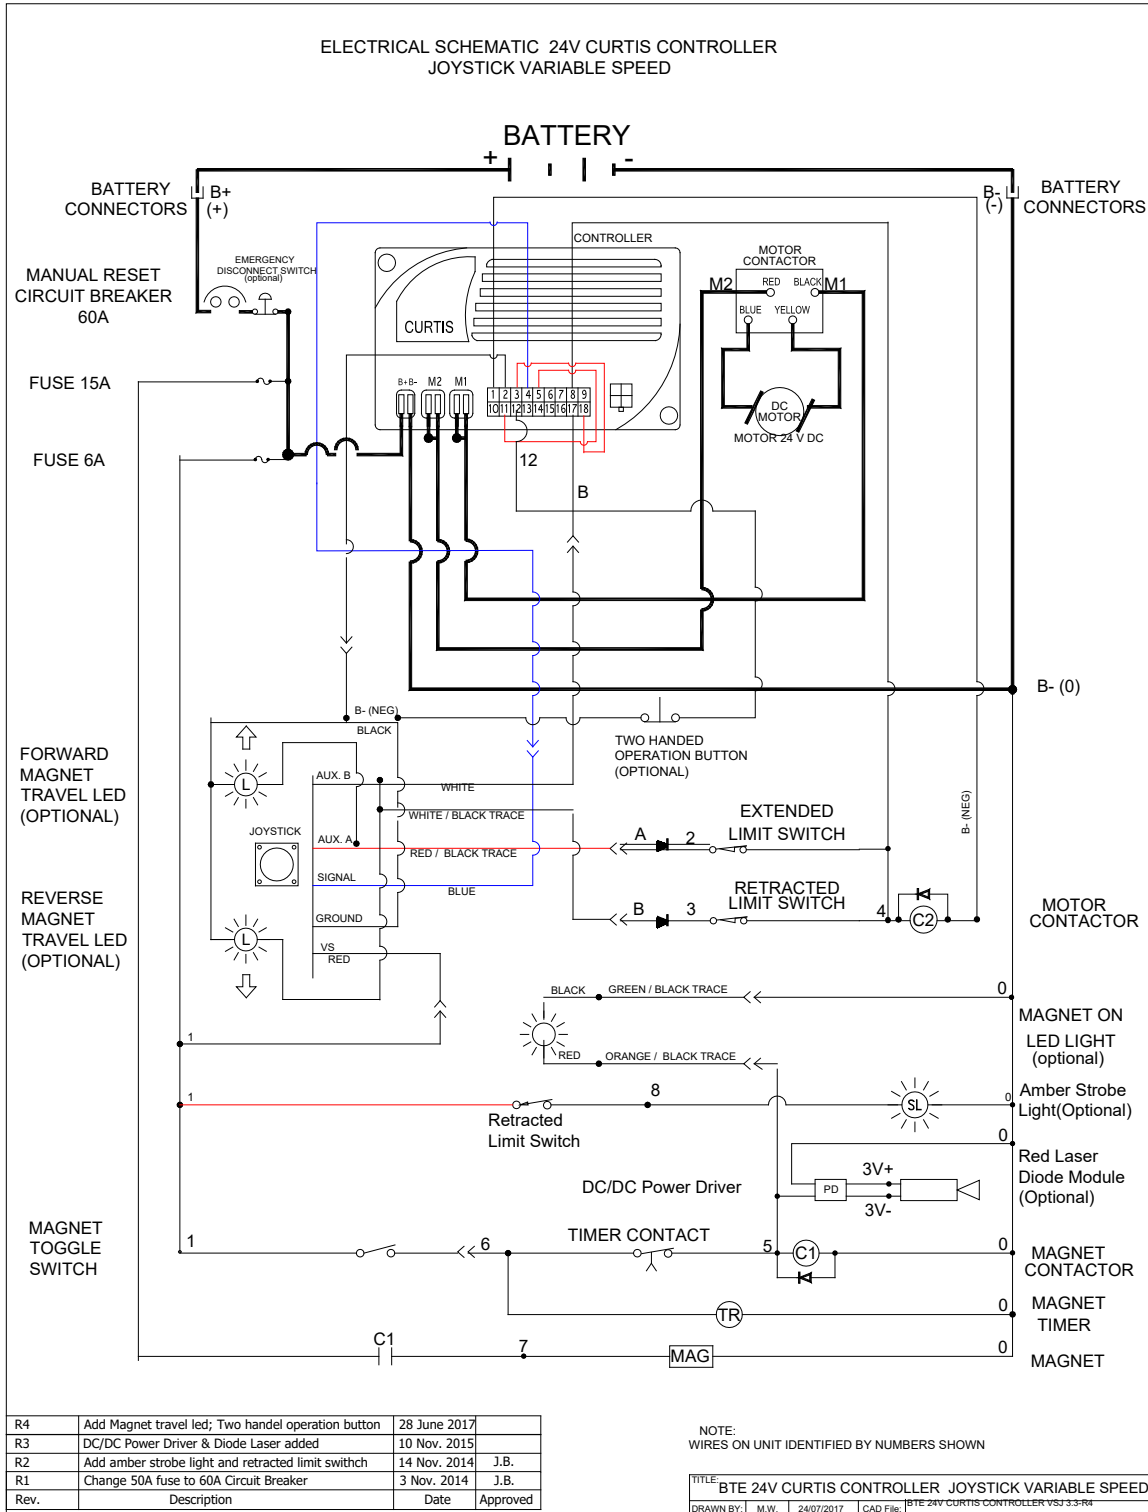 ELECTRICAL SCHEMATIC 24V CURTIS CONTROLLER
JOYSTICK VARIABLE SPEED
BATTERY
+ -
BATTERY
CONNECTORS
B+
(+)
B-
(-)
BATTERY
CONNECTORS
EMERGENCY
DISCONNECT SWITCH
(optional)
MANUAL RESET
CIRCUIT BREAKER
60A
CONTROLLER
CURTIS
MOTOR
CONTACTOR
M2
RED
BLACK
M1
BLUE
YELLOW
DC
MOTOR
MOTOR 24 V DC
FUSE 15A
B+ B- M2 M1
1 2 3 4 5 6 7 8 9
10 11 12 13 14 15 16 17 18
FUSE 6A
12
B
B- (0)
B- (NEG)
BLACK
TWO HANDED
OPERATION BUTTON
(OPTIONAL)
FORWARD
MAGNET
TRAVEL LED
(OPTIONAL)
L
AUX. B
WHITE
WHITE / BLACK TRACE
JOYSTICK
AUX. A
RED / BLACK TRACE
SIGNAL
BLUE
GROUND
VS
RED
A
2
EXTENDED
LIMIT SWITCH
B- (NEG)
B
3
RETRACTED
LIMIT SWITCH
4
C2
MOTOR
CONTACTOR
REVERSE
MAGNET
TRAVEL LED
(OPTIONAL)
L
BLACK
GREEN / BLACK TRACE
0
MAGNET ON
LED LIGHT
(optional)
RED
ORANGE / BLACK TRACE
1
1
Retracted
Limit Switch
8
SL
0
Amber Strobe
Light(Optional)
0
Red Laser
Diode Module
(Optional)
DC/DC Power Driver
PD
3V+
3V-
MAGNET
TOGGLE
SWITCH
1
6
TIMER CONTACT
5
C1
0
MAGNET
CONTACTOR
TR
0
MAGNET
TIMER
C1
7
MAG
0
MAGNET
R4 Add Magnet travel led; Two handel operation button 28 June 2017
R3 DC/DC Power Driver & Diode Laser added 10 Nov. 2015
R2 Add amber strobe light and retracted limit swithch 14 Nov. 2014 J.B.
R1 Change 50A fuse to 60A Circuit Breaker 3 Nov. 2014 J.B.
Rev. Description Date Approved
NOTE:
WIRES ON UNIT IDENTIFIED BY NUMBERS SHOWN
TITLE: BTE 24V CURTIS CONTROLLER JOYSTICK VARIABLE SPEED
DRAWN BY: M.W. 24/07/2017 CAD File: BTE 24V CURTIS CONTROLLER VSJ 3.3-R4